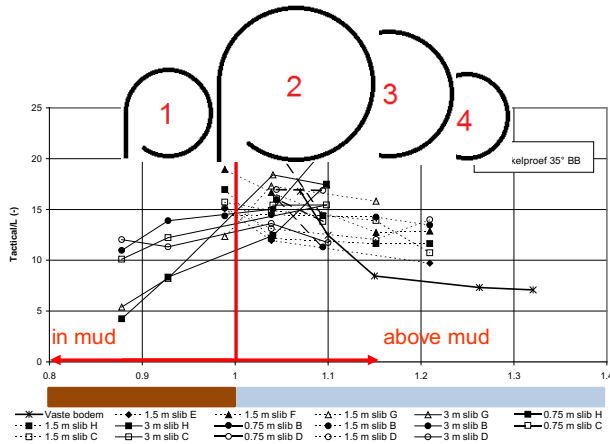 1
2
3
4
25
20
15
10
5
0
Tactical/L (-)
kelproef 35° BB
in mud
above mud
0.8
0.9
1
1.1
1.2
1.3
1.4
Vaste bodem
1.5 m slib E
1.5 m slib F
1.5 m slib G
3 m slib G
0.75 m slib H
1.5 m slib H
3 m slib H
0.75 m slib B
1.5 m slib B
3 m slib B
0.75 m slib C
1.5 m slib C
3 m slib C
0.75 m slib D
1.5 m slib D
3 m slib D